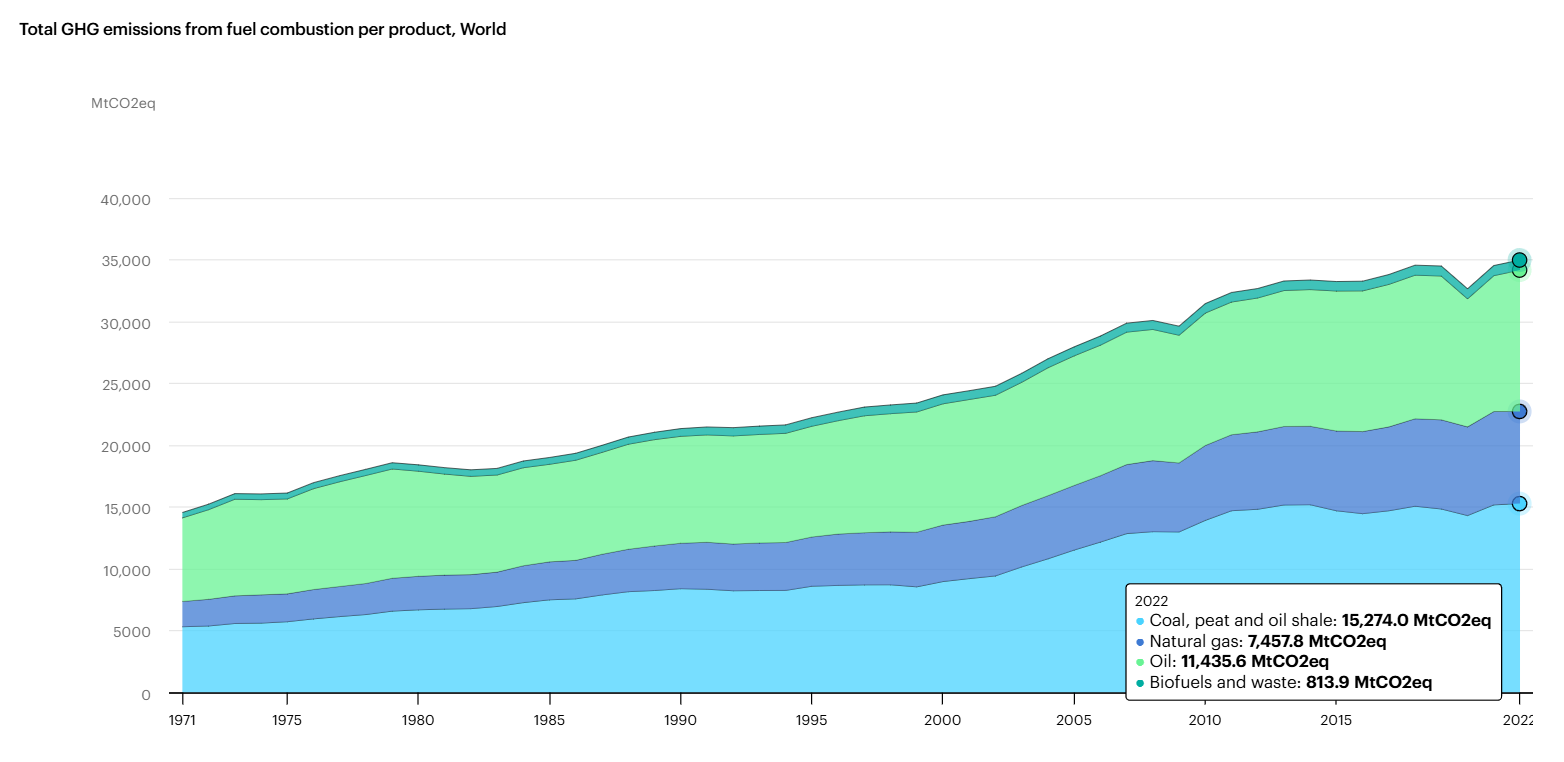 Total GHG emissions from fuel combustion per product, World
MtCO2eq
40,000
35,000
30,000
25,000
20,000
15,000
10,000
5000
0
2022
Coal, peat and oil shale: 15,274.0 MtCO2eq
Natural gas: 7,457.8 MtCO2eq
Oil: 11,435.6 MtCO2eq
Biofuels and waste: 813.9 MtCO2eq
1971 1975 1980 1985 1990 1995 2000 2005 2010 2015 2022